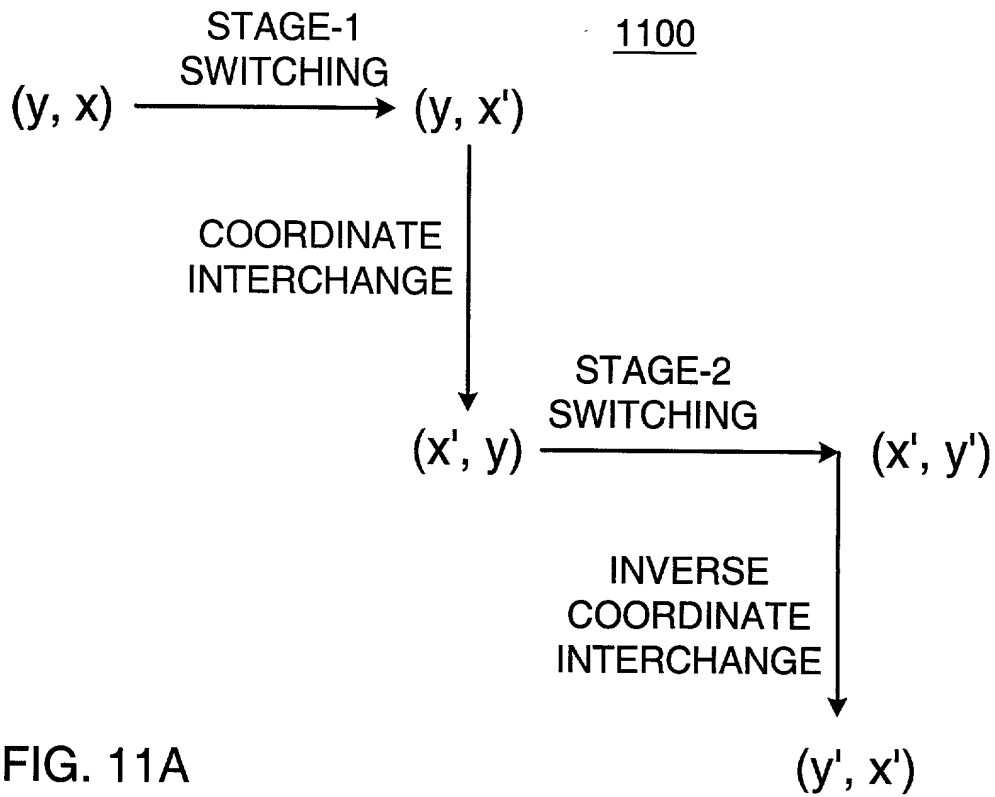 STAGE-1
SWITCHING
1100
(y, x)
(y, x')
COORDINATE
INTERCHANGE
STAGE-2
SWITCHING
(x', y)
(x', y')
INVERSE
COORDINATE
INTERCHANGE
FIG. 11A
(y', x')